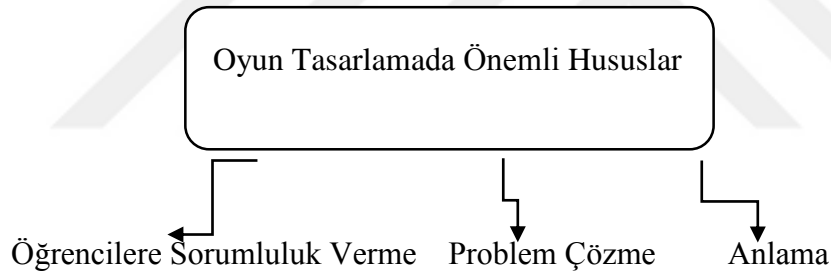 Oyun Tasarlamada Önemli Hususlar
Öğrencilere Sorumluluk Verme Problem Çözme Anlama